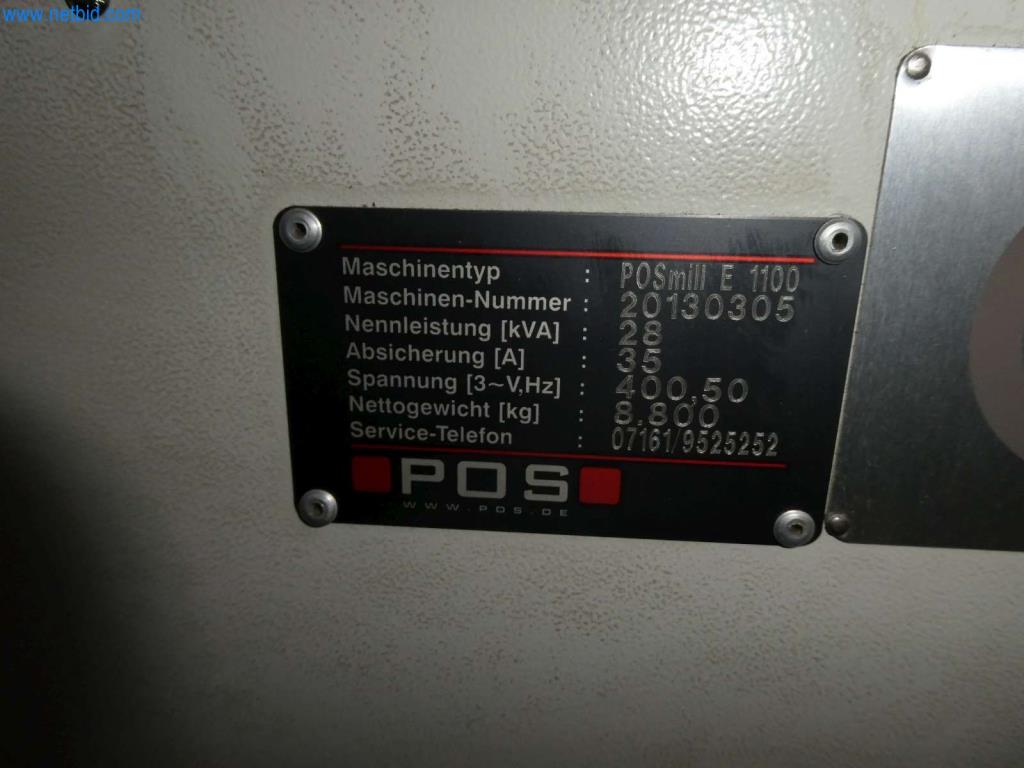 www.netbid.com
Maschinentyp : POSmill E 1100
Maschinen-Nummer : 20130305
Nennleistung [kVA] : 28
Absicherung [A] : 35
Spannung [3~V,Hz] : 400,50
Nettogewicht [kg] : 8.800
Service-Telefon : 07161/9525252
POS
WWW.POS.DE